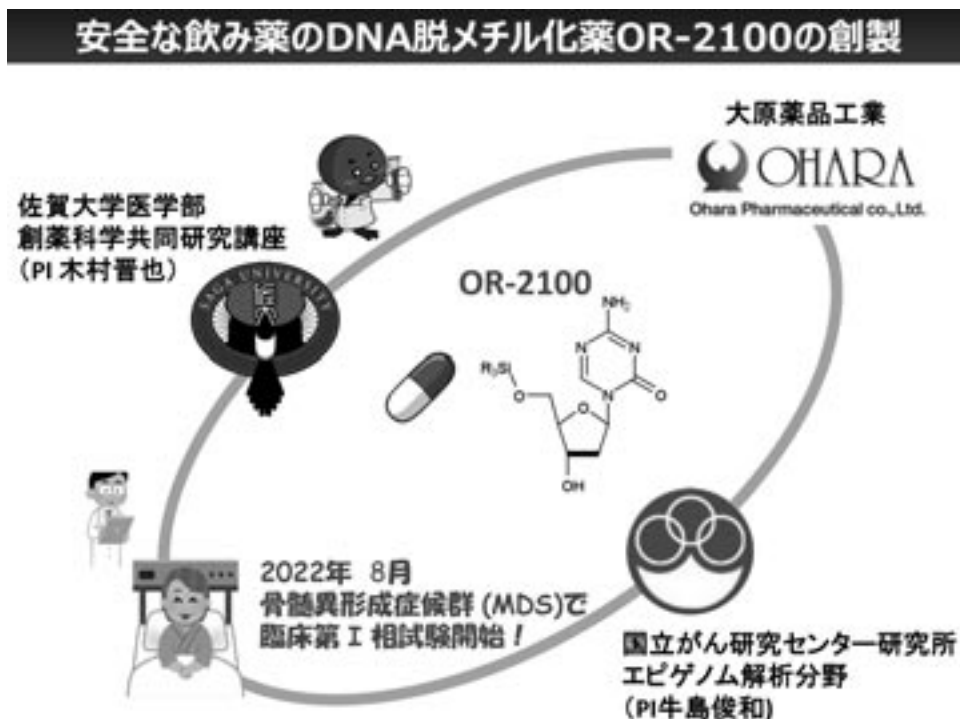 安全な飲み薬のDNA脱メチル化薬OR-2100の創製
大原薬品工業
OHARA
Ohara Pharmaceutical co.,Ltd.
佐賀大学医学部
創薬科学共同研究講座
（PI 木村晋也）
SAGA UNIVERSITY
OR-2100
NH₂
N
N
R₃Si
O
N
O
O
OH
2022年 8月
骨髄異形成症候群 (MDS)で
臨床第Ⅰ相試験開始！
国立がん研究センター研究所
エピゲノム解析分野
（PI牛島俊和)